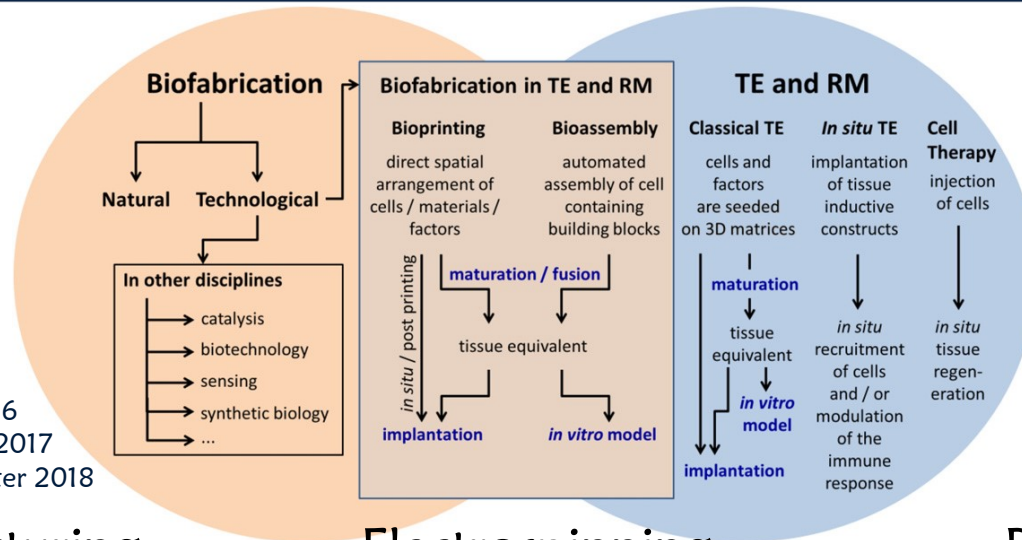 Biofabrication
Natural
Technological
In other disciplines
catalysis
biotechnology
sensing
synthetic biology
...
6
2017
ter 2018
Biofabrication in TE and RM
Bioprinting
direct spatial
arrangement of
cells / materials /
factors
Bioassembly
automated
assembly of cell
containing
building blocks
in situ / post printing
maturation / fusion
tissue equivalent
implantation
in vitro model
TE and RM
Classical TE
cells and
factors
are seeded
on 3D matrices
maturation
tissue
equivalent
in vitro
model
implantation
In situ TE
implantation
of tissue
inductive
constructs
in situ
recruitment
of cells
and / or
modulation
of the
immune
response
Cell
Therapy
injection
of cells
in situ
tissue
regen-
eration